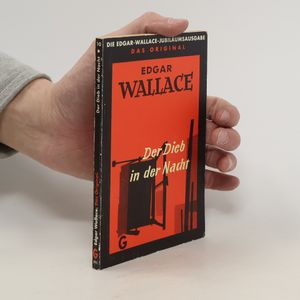 DIE EDGAR-WALLACE-JUBILÄUMSAUSGABE
DAS ORIGINAL
EDGAR
WALLACE
Der Dieb
in der Nacht
G
Der Dieb in der Nacht
Edgar Wallace
G